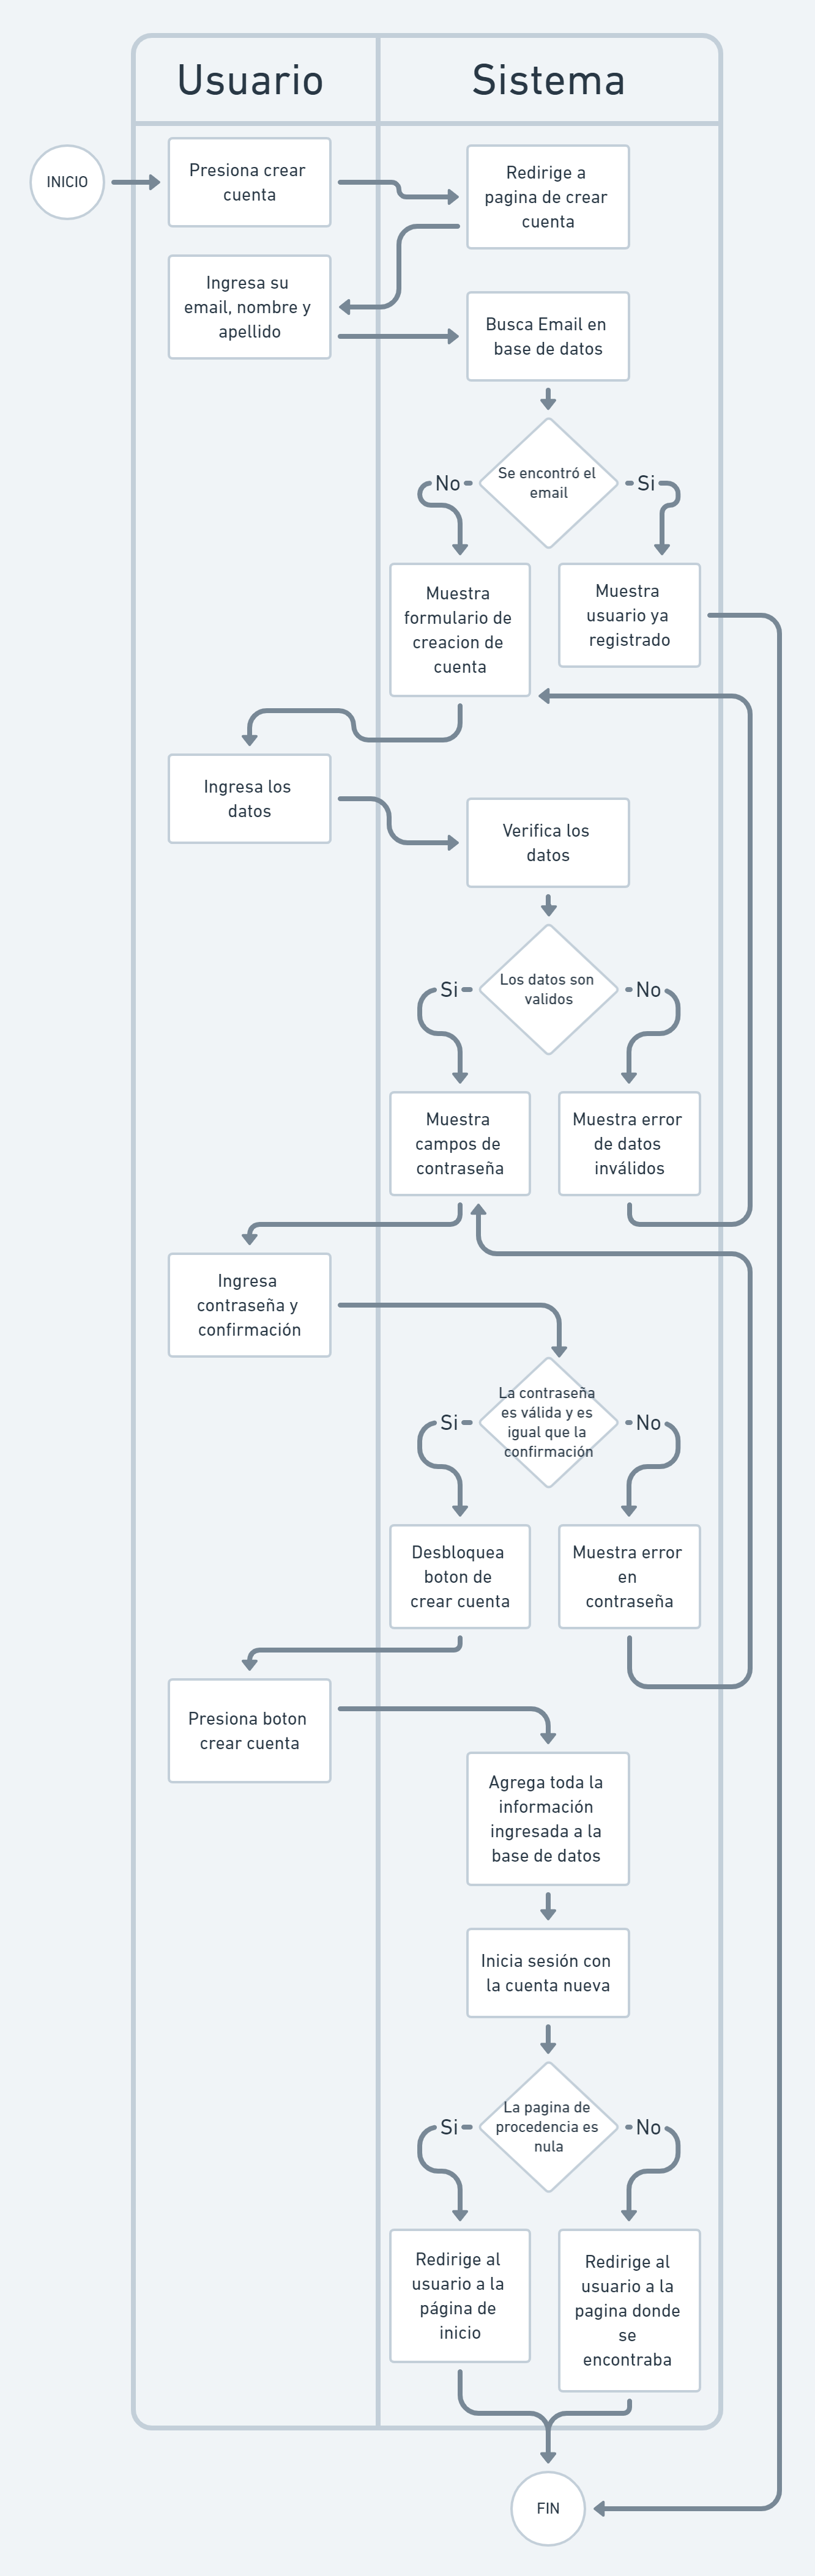 Usuario
Sistema
INICIO
Presiona crear
cuenta
Redirige a
pagina de crear
cuenta
Ingresa su
email, nombre y
apellido
Busca Email en
base de datos
Se encontró el
email
No
Si
Muestra
formulario de
creacion de
cuenta
Muestra
usuario ya
registrado
Ingresa los
datos
Verifica los
datos
Los datos son
validos
Si
No
Muestra
campos de
contraseña
Muestra error
de datos
inválidos
Ingresa
contraseña y
confirmación
La contraseña
es válida y es
igual que la
confirmación
Si
No
Desbloquea
boton de
crear cuenta
Muestra error
en
contraseña
Presiona boton
crear cuenta
Agrega toda la
información
ingresada a la
base de datos
Inicia sesión con
la cuenta nueva
La pagina de
procedencia es
nula
Si
No
Redirige al
usuario a la
página de
inicio
Redirige al
usuario a la
pagina donde
se
encontraba
FIN